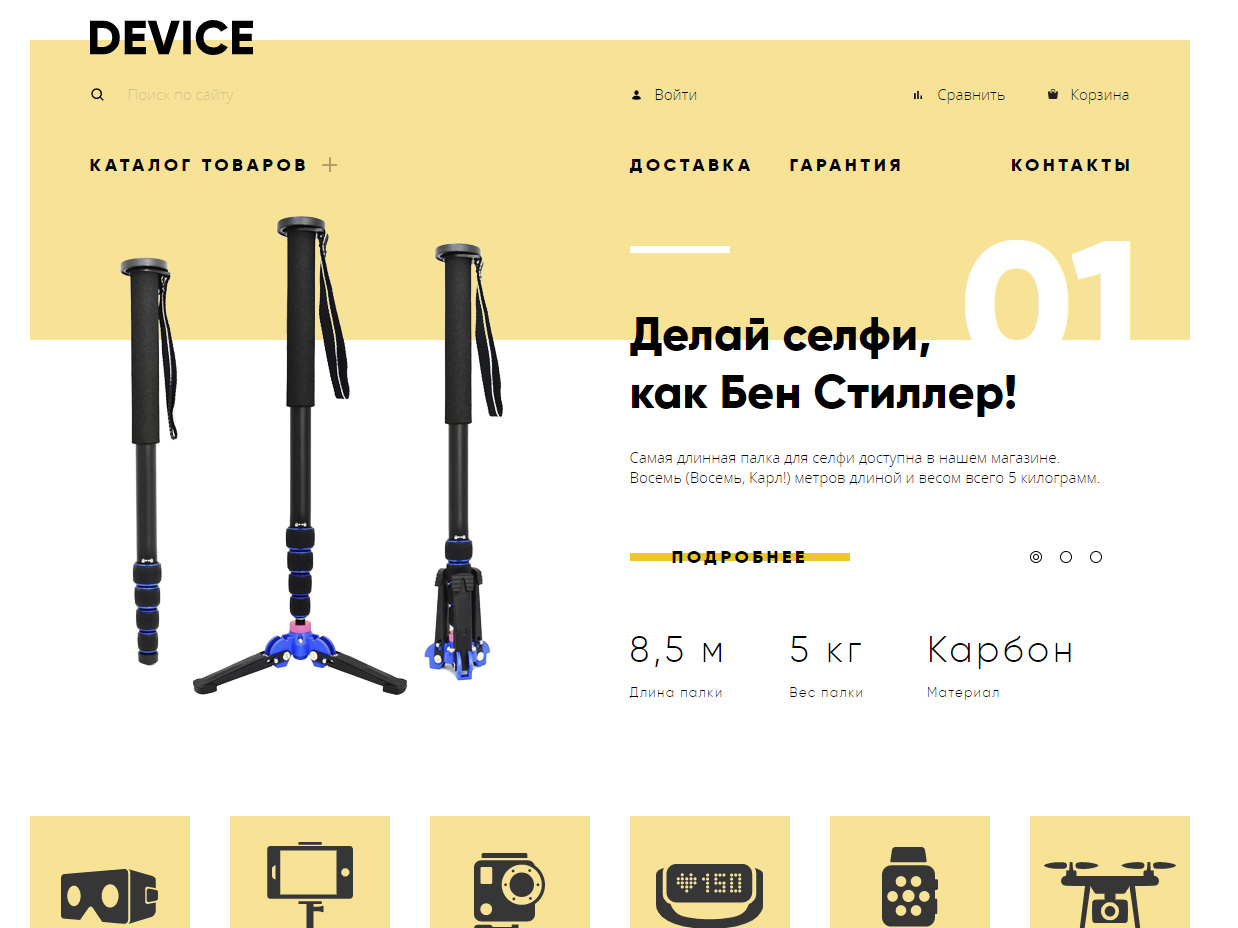 DEVICE
Поиск по сайту
Войти
Сравнить
Корзина
КАТАЛОГ ТОВАРОВ
ДОСТАВКА
ГАРАНТИЯ
КОНТАКТЫ
01
Делай селфи,
как Бен Стиллер!
Самая длинная палка для селфи доступна в нашем магазине.
Восемь (Восемь, Карл!) метров длиной и весом всего 5 килограмм.
ПОДРОБНЕЕ
8,5 м
5 кг
Карбон
Длина палки
Вес палки
Материал
150